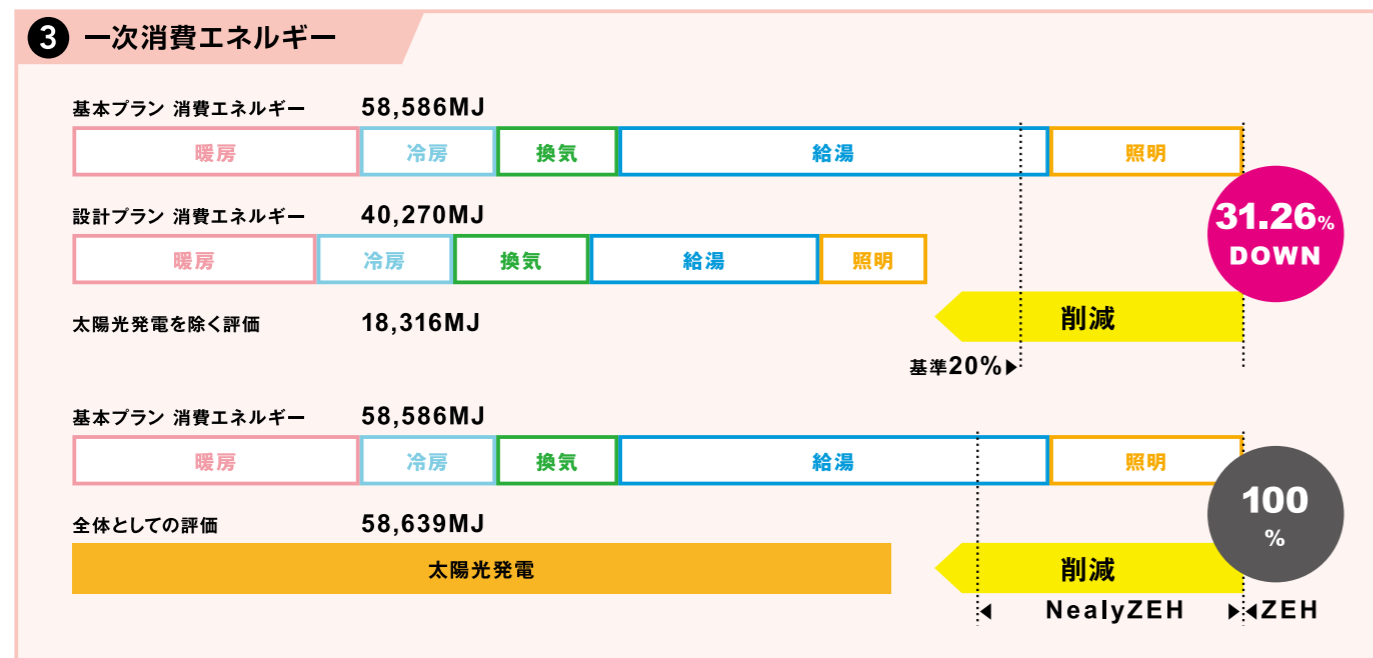 3 一次消費エネルギー
基本プラン 消費エネルギー 58,586MJ
暖房 冷房 換気 給湯 照明
31.26%
DOWN
設計プラン 消費エネルギー 40,270MJ
暖房 冷房 換気 給湯 照明
太陽光発電を除く評価 18,316MJ
削減
基準20%▶
基本プラン 消費エネルギー 58,586MJ
暖房 冷房 換気 給湯 照明
100
%
全体としての評価 58,639MJ
太陽光発電 削減
◀ NealyZEH ▶◀ZEH